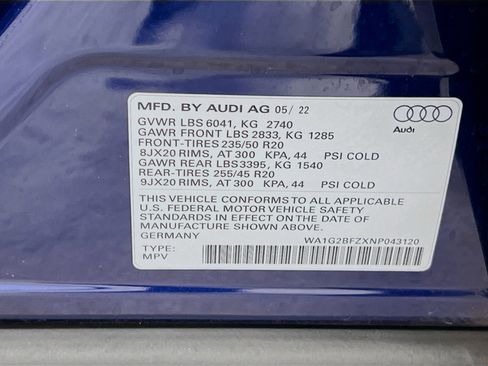 MFD. BY AUDI AG 05/ 22
GVWR LBS 6041, KG 2740
GAWR FRONT LBS 2833, KG 1285
FRONT-TIRES 235/50 R20
8JX20 RIMS, AT 300 KPA, 44 PSI COLD
GAWR REAR LBS3395, KG 1540
REAR-TIRES 255/45 R20
9JX20 RIMS, AT 300 KPA, 44 PSI COLD
Audi
THIS VEHICLE CONFORMS TO ALL APPLICABLE
U.S. FEDERAL MOTOR VEHICLE SAFETY
STANDARDS IN EFFECT ON THE DATE OF
MANUFACTURE SHOWN ABOVE.
GERMANY WA1G2BFZXNP043120
TYPE:
MPV